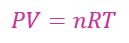 PV = nRT